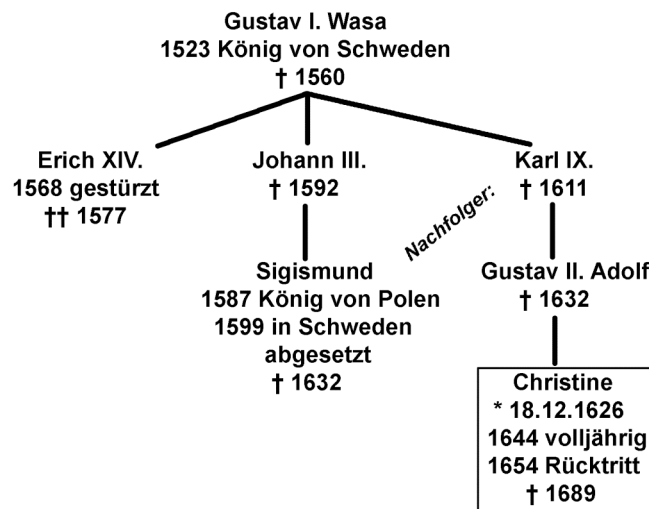 Gustav I. Wasa
1523 König von Schweden
† 1560
Erich XIV.
1568 gestürzt
†† 1577
Johann III.
† 1592
Karl IX.
† 1611
Nachfolger:
Sigismund
1587 König von Polen
1599 in Schweden
abgesetzt
† 1632
Gustav II. Adolf
† 1632
Christine
* 18.12.1626
1644 volljährig
1654 Rücktritt
† 1689